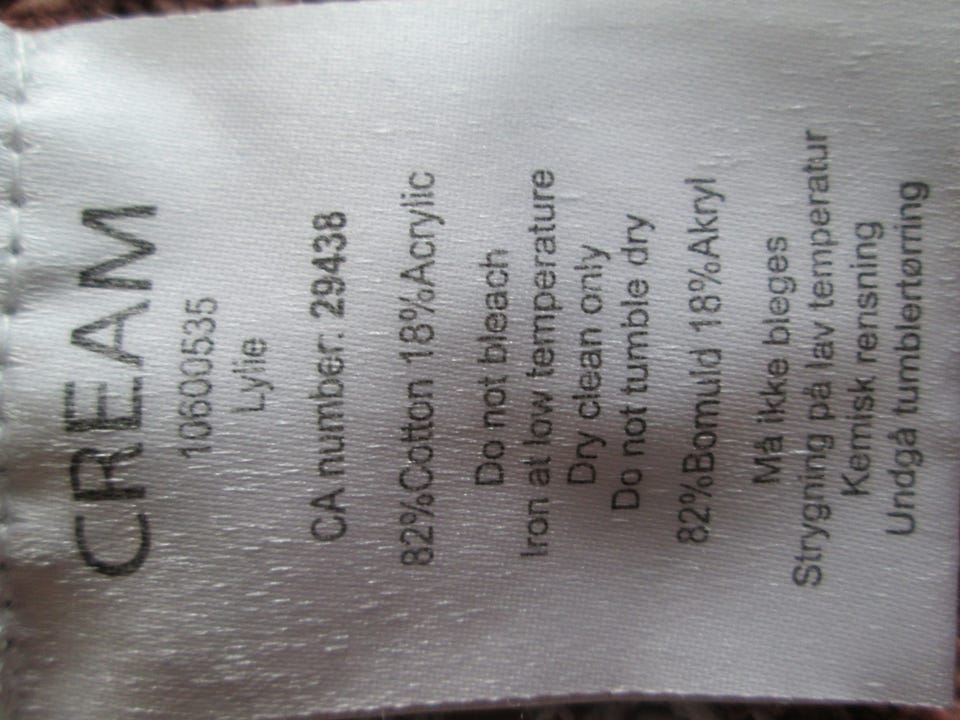 CREAM
10600535
Lylie
CA number: 29438
82%Cotton 18%Acrylic
Do not bleach
Iron at low temperature
Dry clean only
Do not tumble dry
82%Bomuld 18%Akryl
Må ikke bleges
Strygning på lav temperatur
Kemisk rensning
Undgå tumblertørring